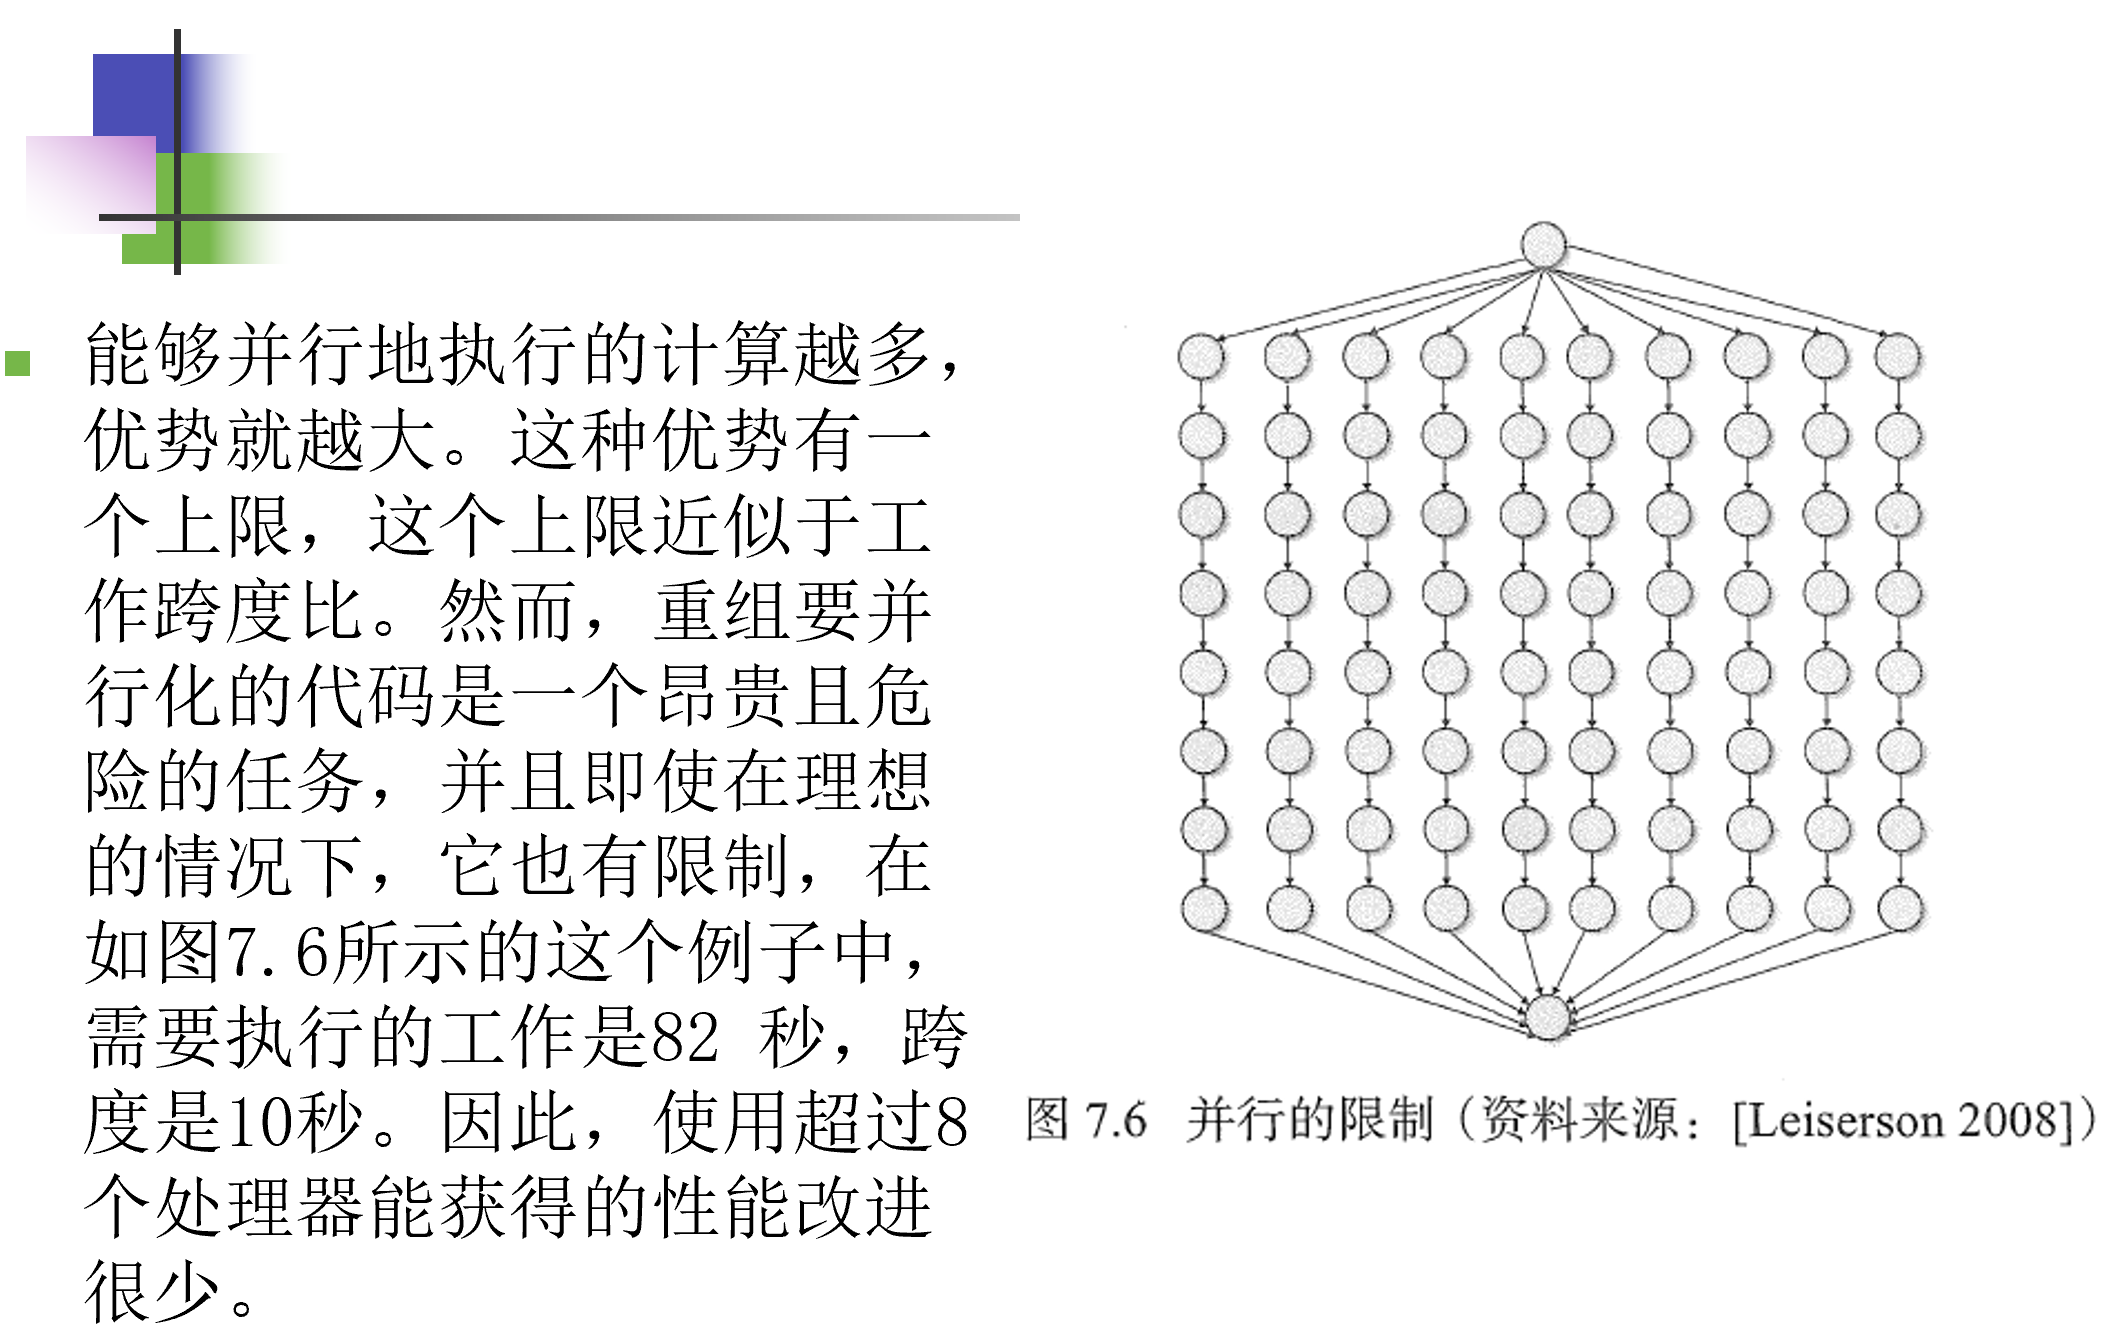 能够并行地执行的计算越多，
优势就越大。这种优势有一
个上限，这个上限近似于工
作跨度比。然而，重组要并
行化的代码是一个昂贵且危
险的任务，并且即使在理想
的情况下，它也有限制，在
如图7.6所示的这个例子中，
需要执行的工作是82 秒，跨
度是10秒。因此，使用超过8
个处理器能获得的性能改进
很少。
图 7.6 并行的限制（资料来源：[Leiserson 2008]）